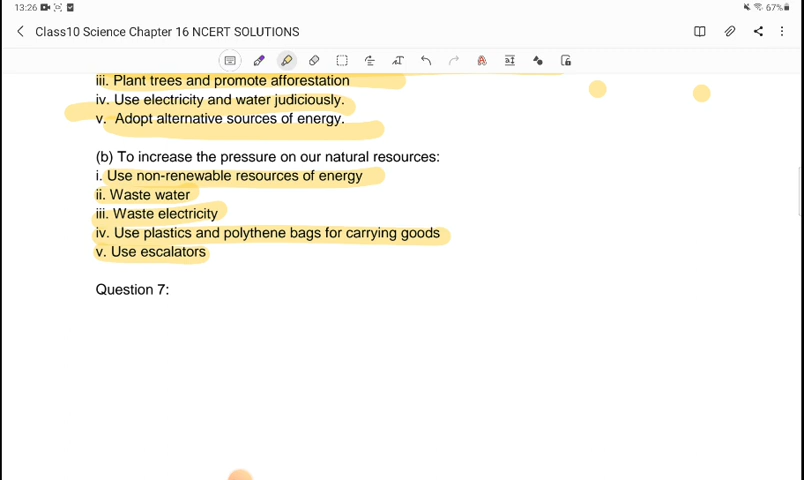 13:26
67%
Class10 Science Chapter 16 NCERT SOLUTIONS
iii. Plant trees and promote afforestation
iv. Use electricity and water judiciously.
v. Adopt alternative sources of energy.
(b) To increase the pressure on our natural resources:
i. Use non-renewable resources of energy
ii. Waste water
iii. Waste electricity
iv. Use plastics and polythene bags for carrying goods
v. Use escalators
Question 7: